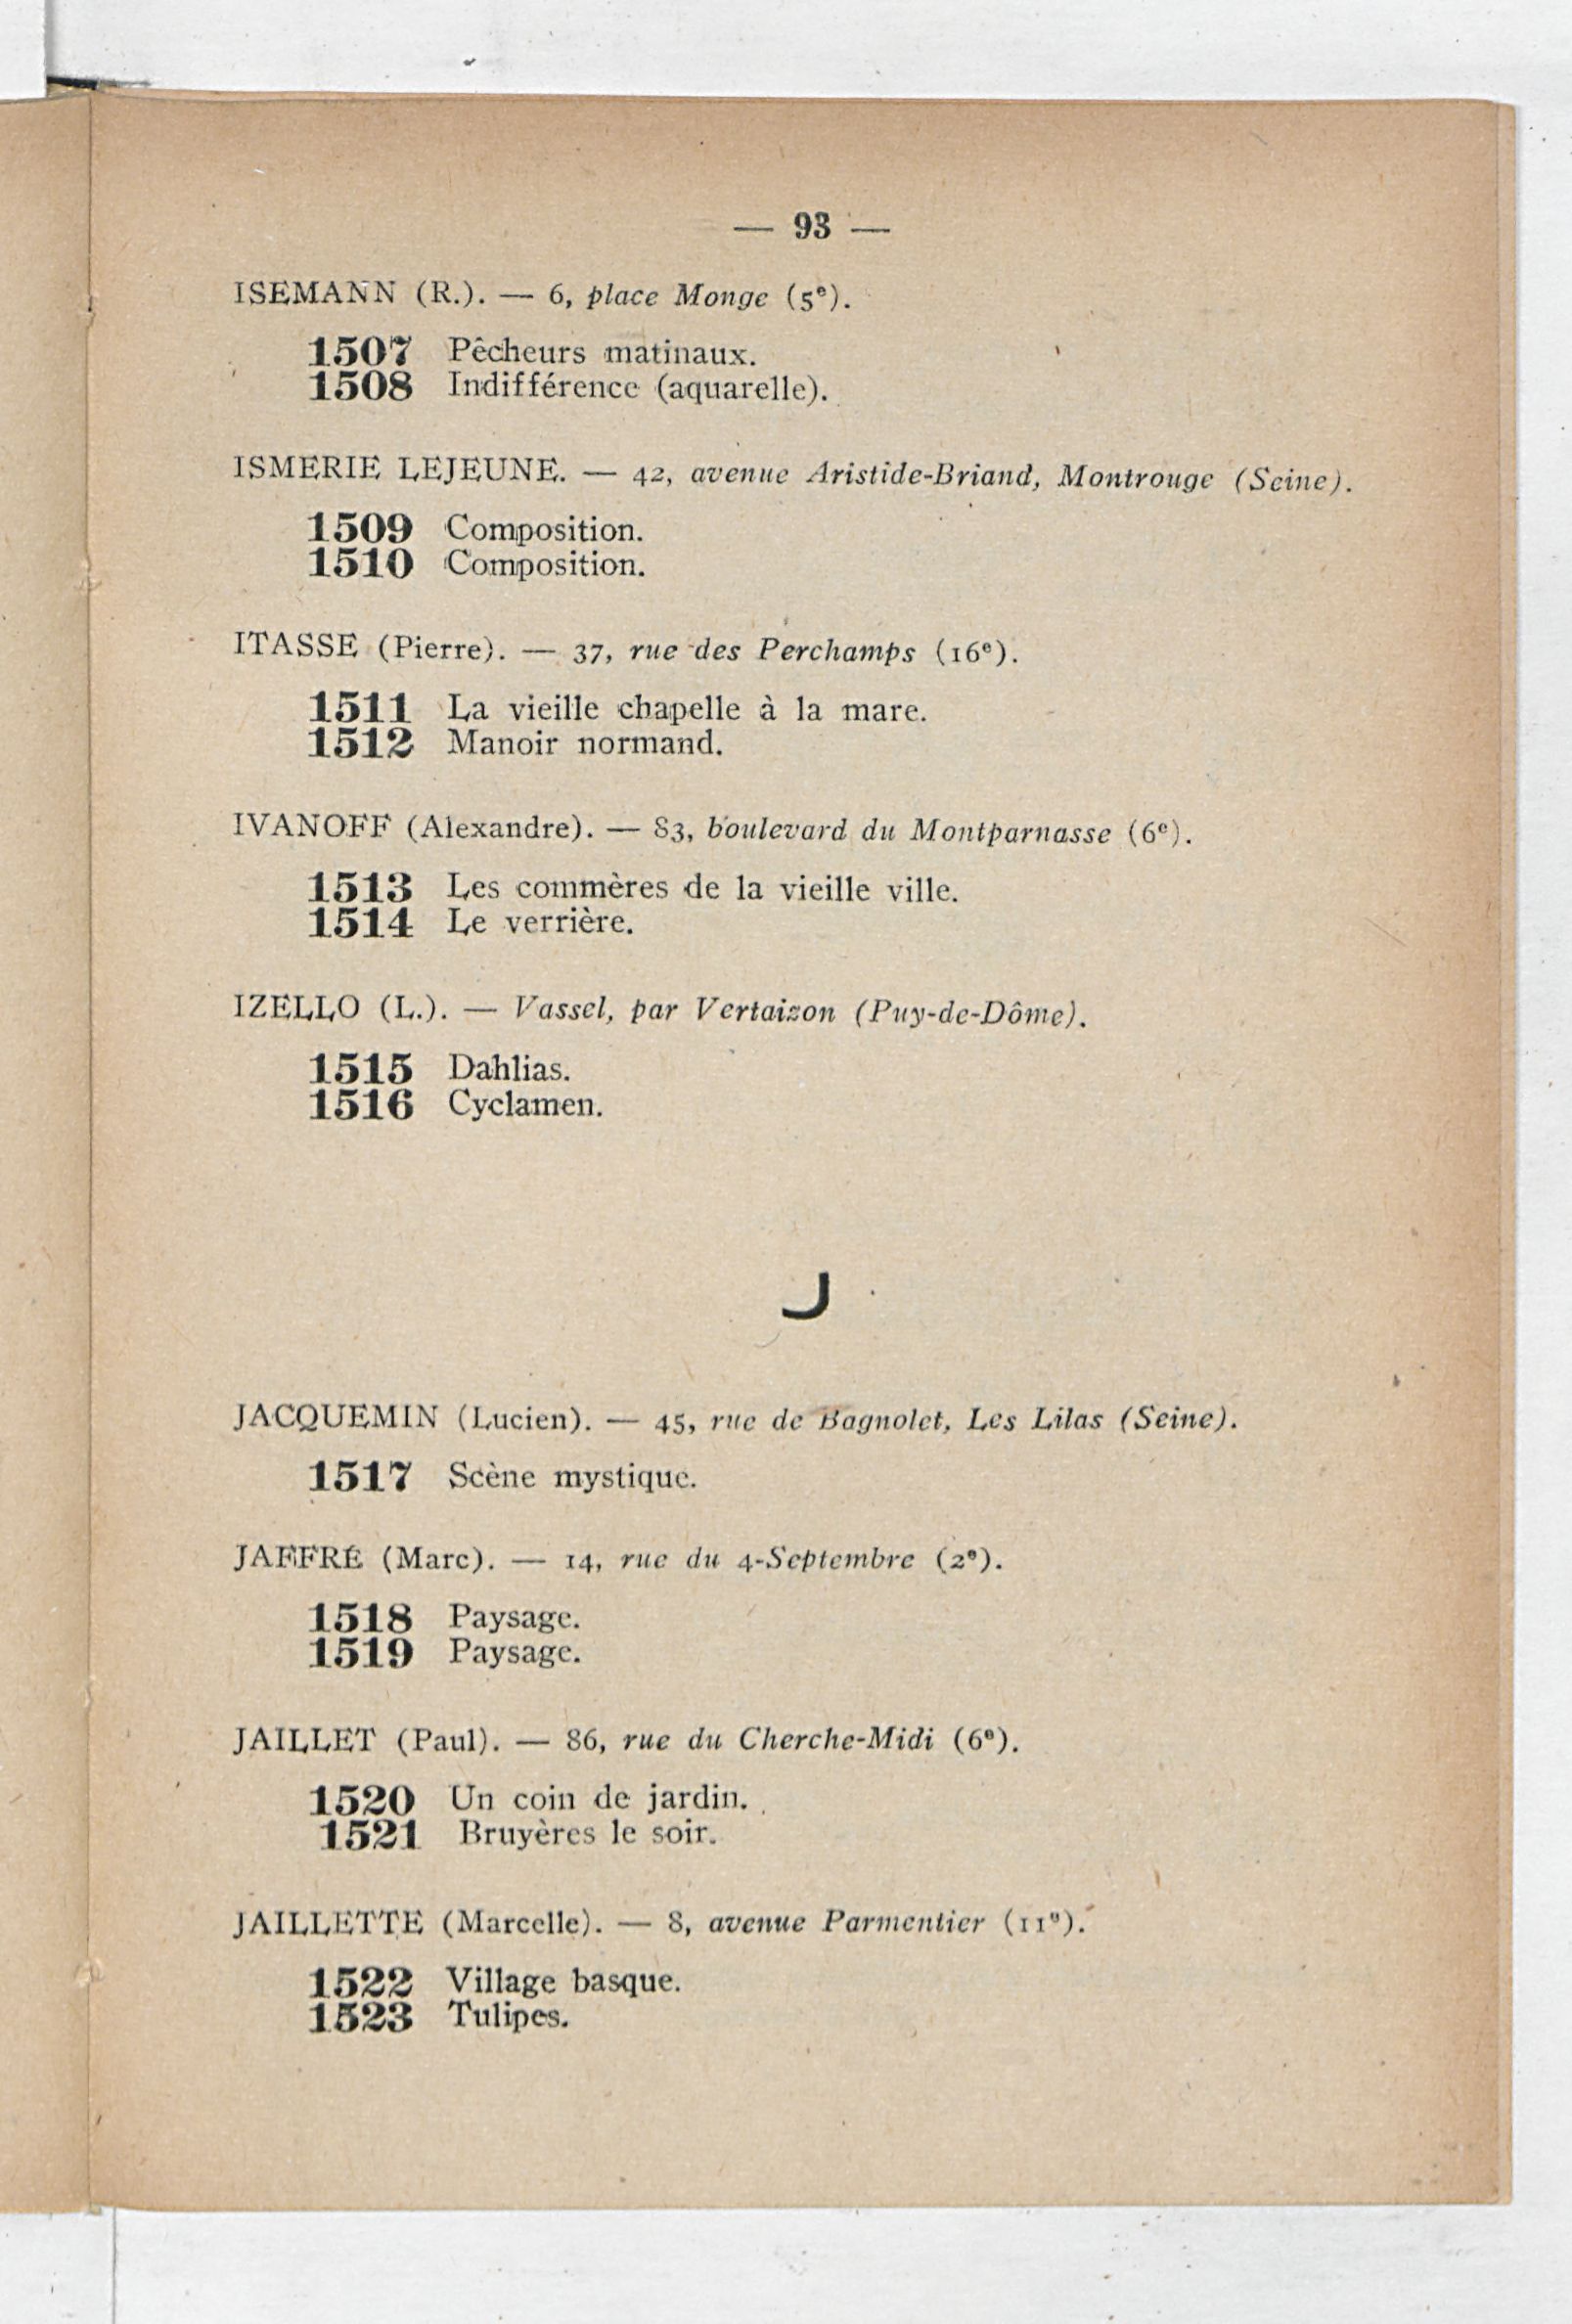 — 93 —
ISEMANN (R.). — 6, place Monge (5e).
1507 Pêcheurs matinaux.
1508 Indifférence (aquarelle).
ISMERIE LEJEUNE. — 42, avenue Aristide-Briand, Montrouge (Seine).
1509 Composition.
1510 Composition.
ITASSE (Pierre). — 37, rue des Perchamps (16e).
1511 La vieille chapelle à la mare.
1512 Manoir normand.
IVANOFF (Alexandre). — 83, boulevard du Montparnasse (6e).
1513 Les commères de la vieille ville.
1514 Le verrière.
IZELLO (L.). — Vassel, par Vertaizon (Puy-de-Dôme).
1515 Dahlias.
1516 Cyclamen.
J
JACQUEMIN (Lucien). — 45, rue de Bagnolet, Les Lilas (Seine).
1517 Scène mystique.
JAFFRÉ (Marc). — 14, rue du 4-Septembre (2e).
1518 Paysage.
1519 Paysage.
JAILLET (Paul). — 86, rue du Cherche-Midi (6e).
1520 Un coin de jardin.
1521 Bruyères le soir.
JAILLETTE (Marcelle). — 8, avenue Parmentier (11e).
1522 Village basque.
1523 Tulipes.